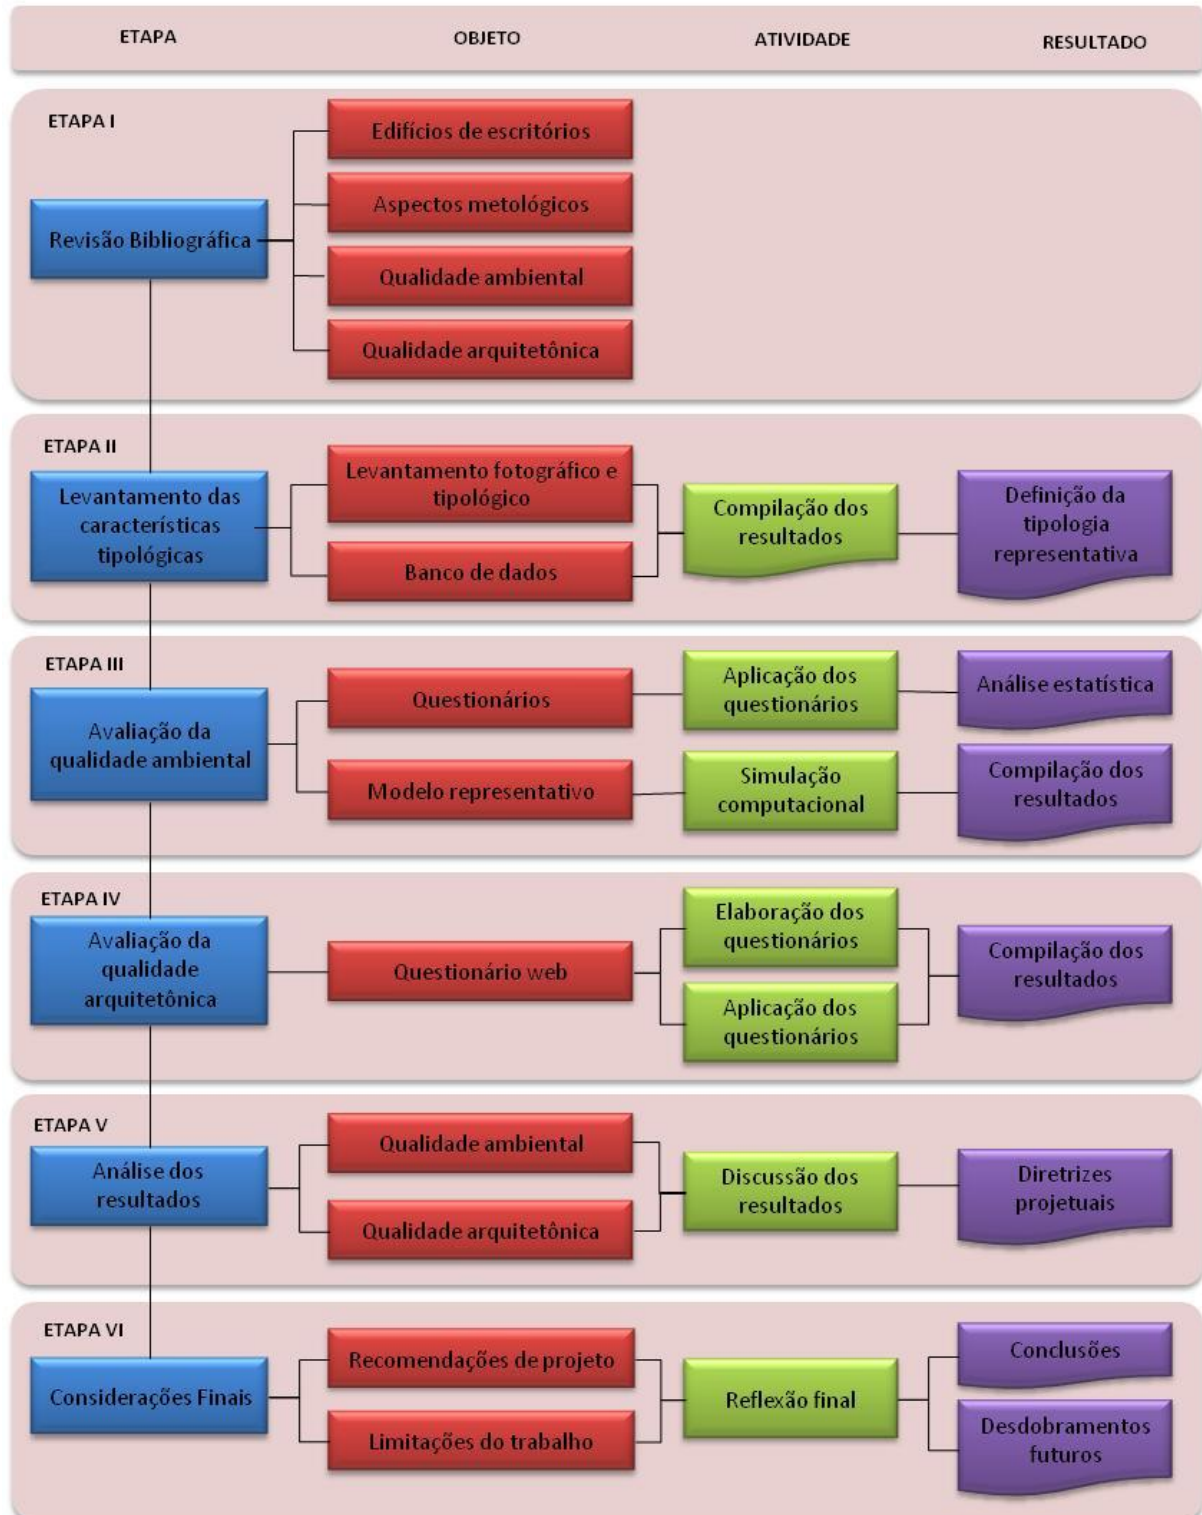 ETAPA
OBJETO
ATIVIDADE
RESULTADO
ETAPA I
Revisão Bibliográfica
Edifícios de escritórios
Aspectos metológicos
Qualidade ambiental
Qualidade arquitetônica
ETAPA II
Levantamento das
características
tipológicas
Levantamento fotográfico e
tipológico
Banco de dados
Compilação dos
resultados
Definição da
tipologia
representativa
ETAPA III
Avaliação da
qualidade ambiental
Questionários
Modelo representativo
Aplicação dos
questionários
Simulação
computacional
Análise estatística
Compilação dos
resultados
ETAPA IV
Avaliação da
qualidade
arquitetônica
Questionário web
Elaboração dos
questionários
Aplicação dos
questionários
Compilação dos
resultados
ETAPA V
Análise dos
resultados
Qualidade ambiental
Qualidade arquitetônica
Discussão dos
resultados
Diretrizes
projetuais
ETAPA VI
Considerações Finais
Recomendações de projeto
Limitações do trabalho
Reflexão final
Conclusões
Desdobramentos
futuros